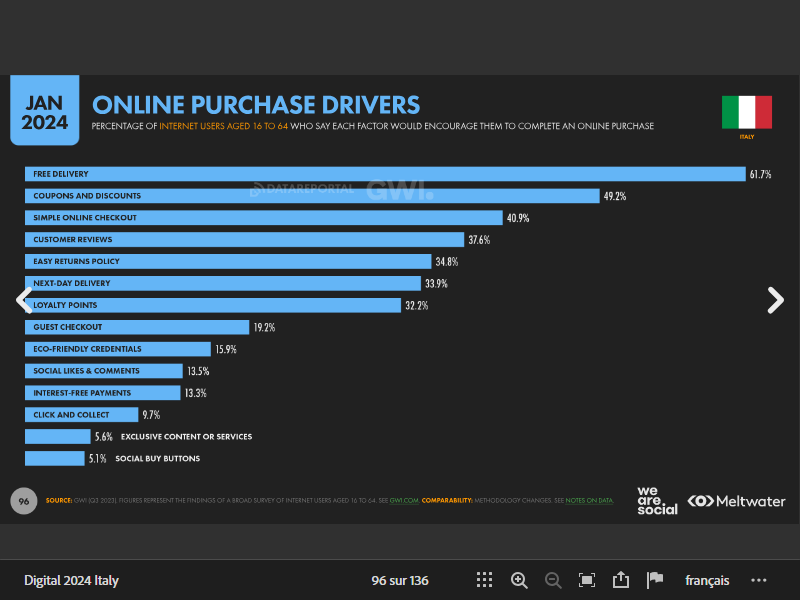 JAN
2024
ONLINE PURCHASE DRIVERS
PERCENTAGE OF INTERNET USERS AGED 16 TO 64 WHO SAY EACH FACTOR WOULD ENCOURAGE THEM TO COMPLETE AN ONLINE PURCHASE
ITALY
FREE DELIVERY 61.7%
DATAREPORTAL GWI.
COUPONS AND DISCOUNTS 49.2%
SIMPLE ONLINE CHECKOUT 40.9%
CUSTOMER REVIEWS 37.6%
EASY RETURNS POLICY 34.8%
NEXT-DAY DELIVERY 33.9%
LOYALTY POINTS 32.2%
GUEST CHECKOUT 19.2%
ECO-FRIENDLY CREDENTIALS 15.9%
SOCIAL LIKES & COMMENTS 13.5%
INTEREST-FREE PAYMENTS 13.3%
CLICK AND COLLECT 9.7%
5.6% EXCLUSIVE CONTENT OR SERVICES
5.1% SOCIAL BUY BUTTONS
96 SOURCE: GWI (Q3 2023). FIGURES REPRESENT THE FINDINGS OF A BROAD SURVEY OF INTERNET USERS AGED 16 TO 64. SEE GWI.COM. COMPARABILITY: METHODOLOGY CHANGES. SEE NOTES ON DATA.
we
are.
social
Meltwater
Digital 2024 Italy 96 sur 136 français